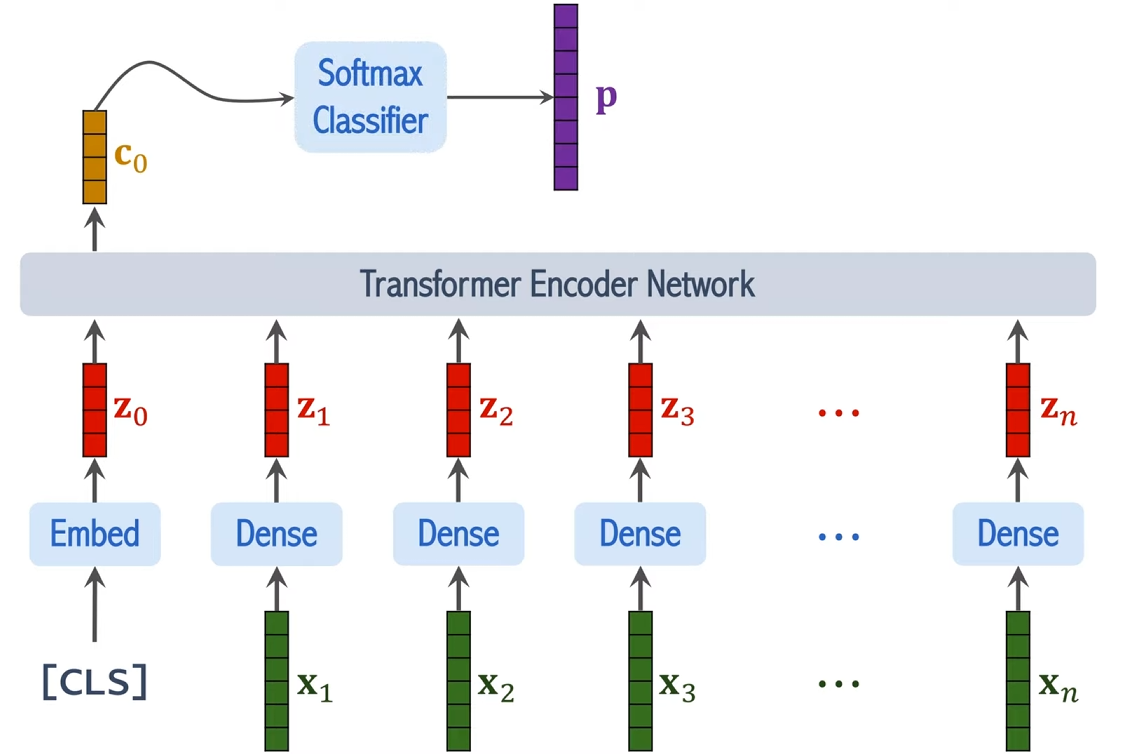 Softmax
Classifier
p
c₀
Transformer Encoder Network
z₀ z₁ z₂ z₃ ... zₙ
Embed Dense Dense Dense ... Dense
[CLS] x₁ x₂ x₃ ... xₙ